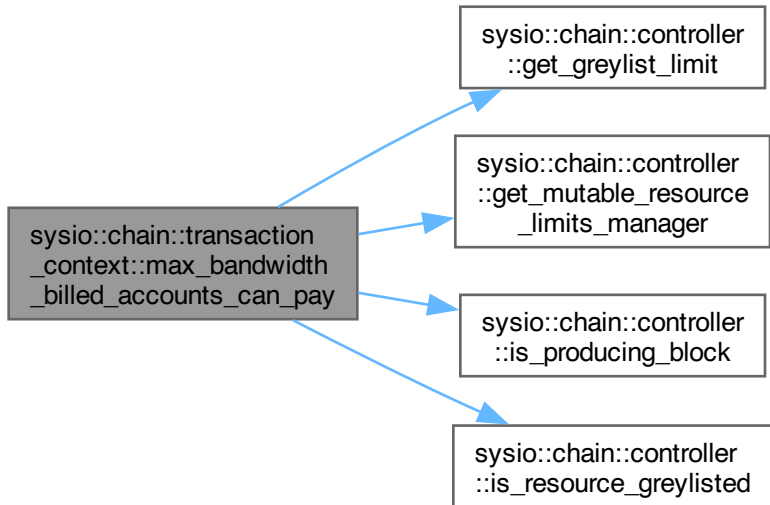 sysio::chain::controller
::get_greylist_limit
sysio::chain::controller
::get_mutable_resource
_limits_manager
sysio::chain::transaction
_context::max_bandwidth
_billed_accounts_can_pay
sysio::chain::controller
::is_producing_block
sysio::chain::controller
::is_resource_greylisted